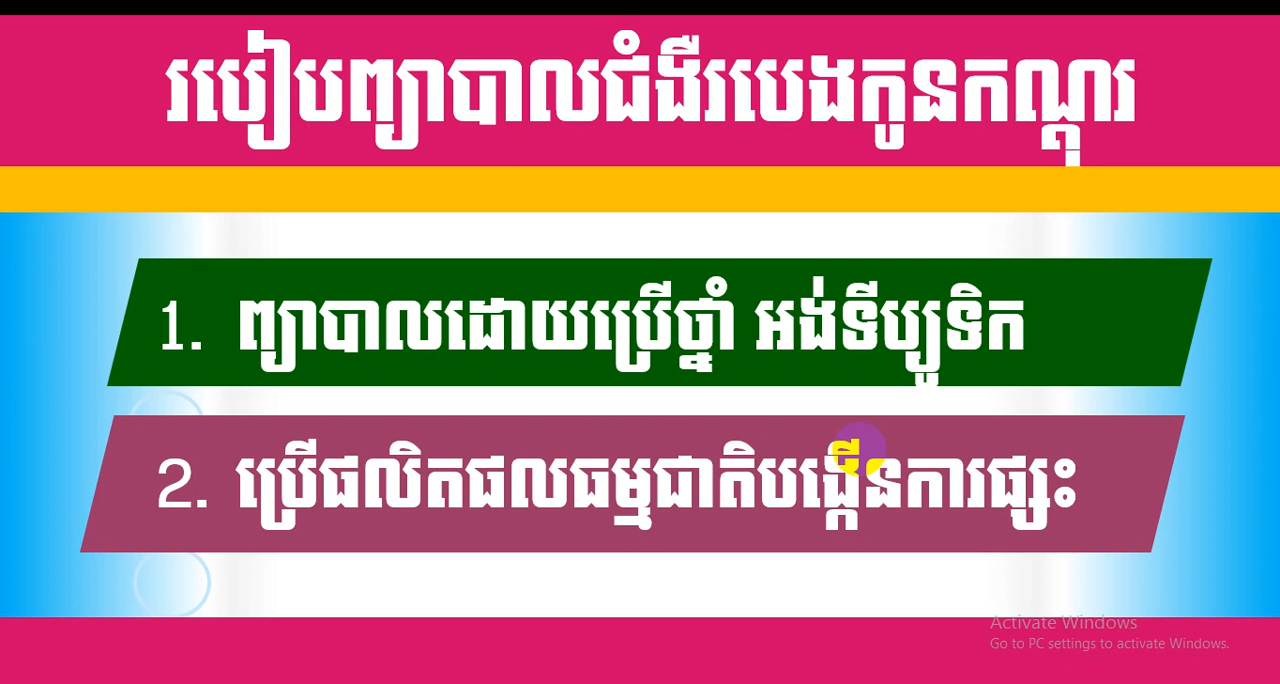 របៀបព្យាបាលជំងឺរបេងកូនកណ្តុរ
1. ព្យាបាលដោយប្រើថ្នាំ អង់ទីប្យូទិក
2. ប្រើផលិតផលធម្មជាតិបង្កើនការផ្សះ
Activate Windows
Go to PC settings to activate Windows.